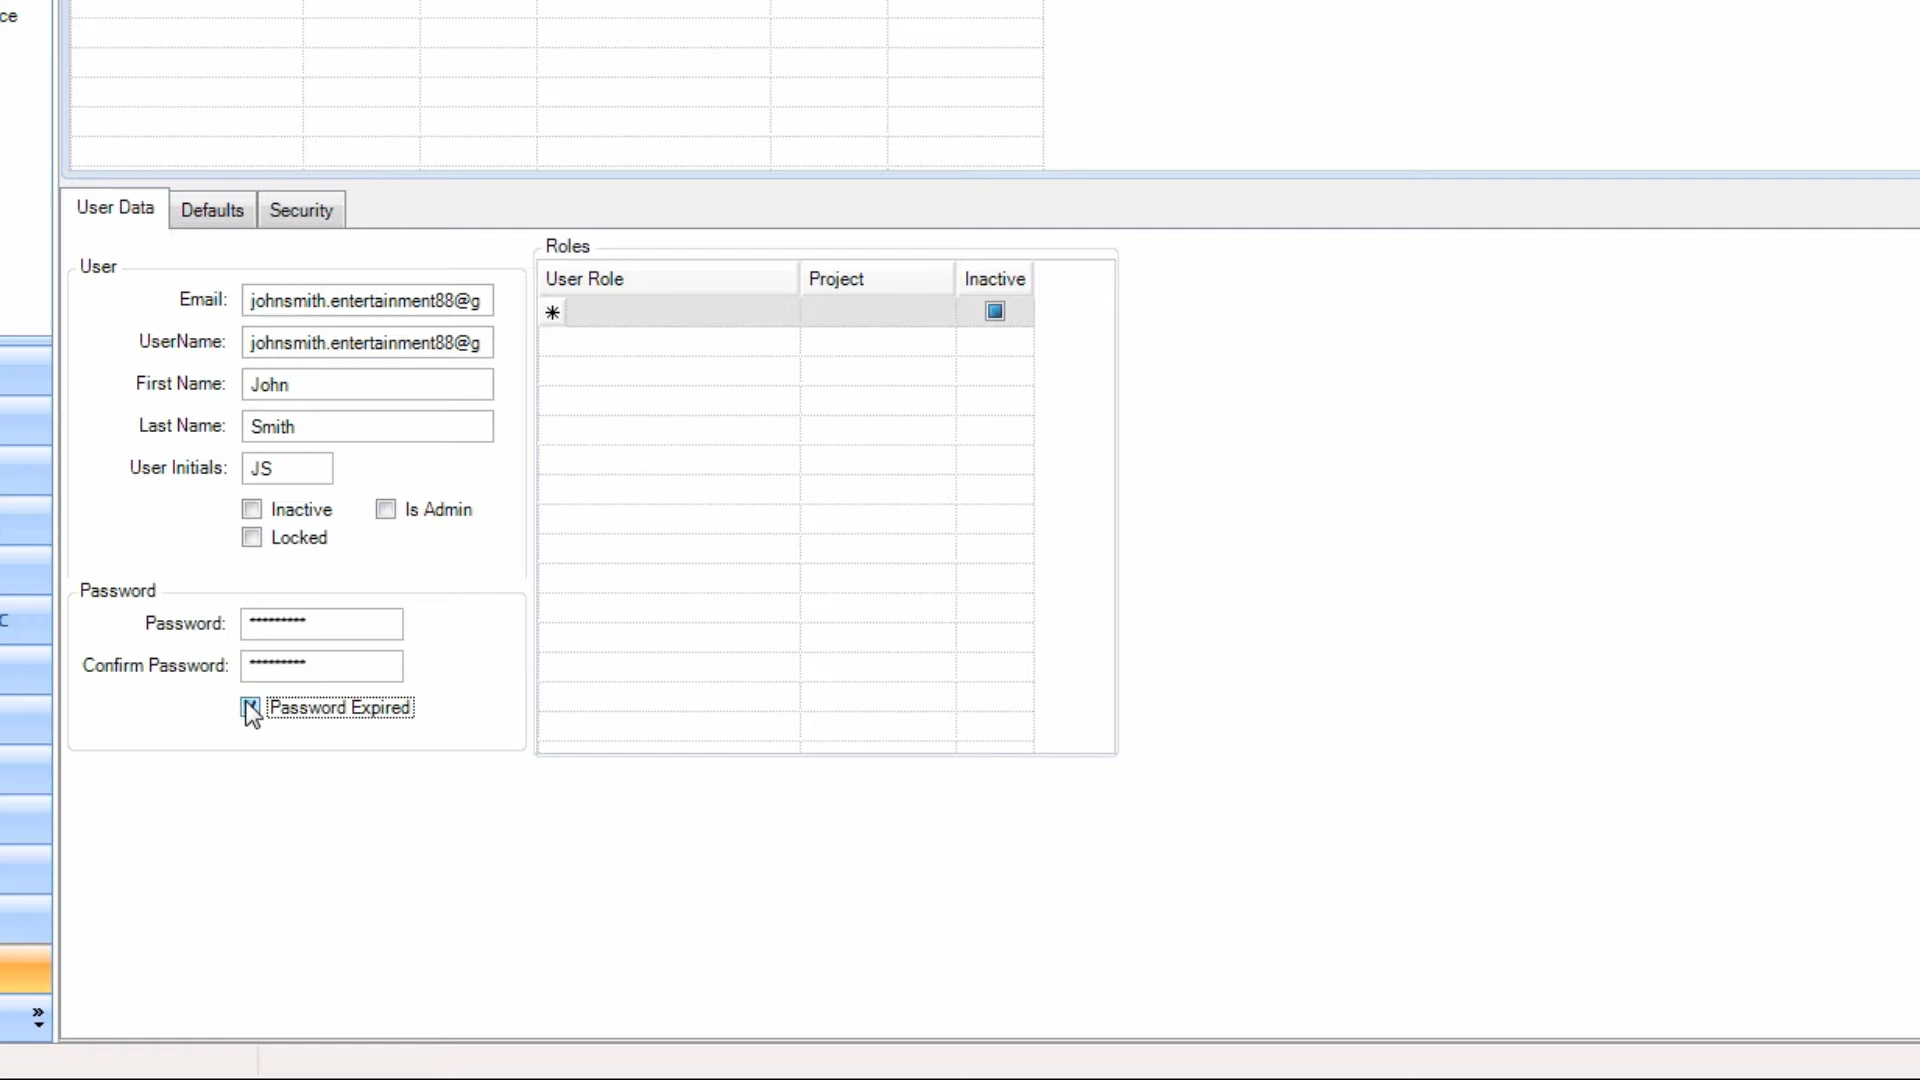 ce
User Data Defaults Security
Roles
User
User Role Project Inactive
Email: johnsmith.entertainment88@g
UserName: johnsmith.entertainment88@g
First Name: John
Last Name: Smith
User Initials: JS
Inactive Is Admin
Locked
Password
Password: *********
C
Confirm Password: *********
Password Expired